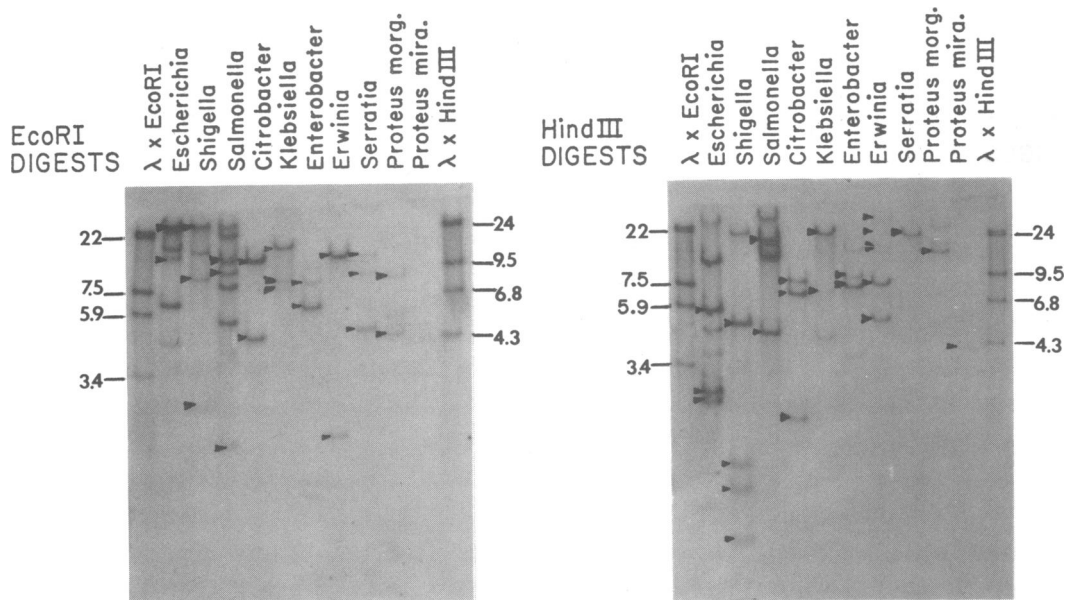 EcoRI
DIGESTS
λ x EcoRI
Escherichia
Shigella
Salmonella
Citrobacter
Klebsiella
Enterobacter
Erwinia
Serratia
Proteus morg.
Proteus mira.
λ x HindIII
22
7.5
5.9
3.4
24
9.5
6.8
4.3
HindIII
DIGESTS
λ x EcoRI
Escherichia
Shigella
Salmonella
Citrobacter
Klebsiella
Enterobacter
Erwinia
Serratia
Proteus morg.
Proteus mira.
λ x HindIII
22
7.5
5.9
3.4
24
9.5
6.8
4.3